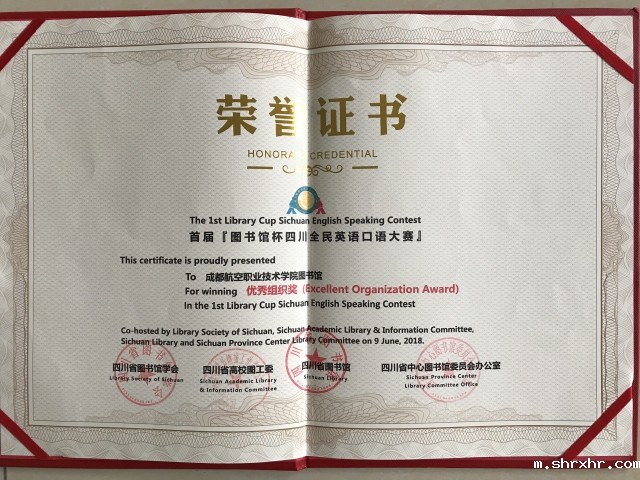 荣誉证书
HONORARY CREDENTIAL
The 1st Library Cup Sichuan English Speaking Contest
首届『图书馆杯四川全民英语口语大赛』
This certificate is proudly presented
To 成都航空职业技术学院图书馆
For winning 优秀组织奖 (Excellent Organization Award)
In the 1st Library Cup Sichuan English Speaking Contest
Co-hosted by Library Society of Sichuan, Sichuan Academic Library & Information Committee,
Sichuan Library and Sichuan Province Center Library Committee on 9 June, 2018.
四川省图书馆学会 四川省高校图工委 四川省图书馆 四川省中心图书馆委员会办公室
Library Society of Sichuan Sichuan Academic Library & Information Committee Sichuan Library Sichuan Province Center Library Committee Office
m.shrxhr.com